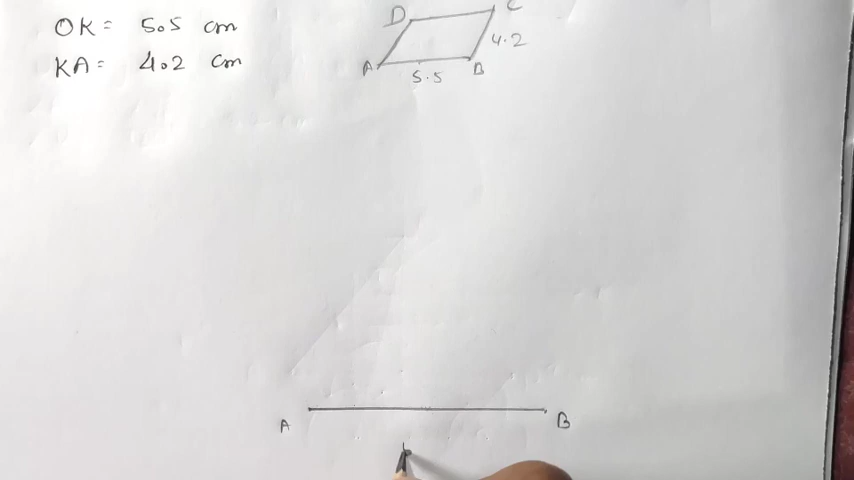 OK = 5.5 cm
KA = 4.2 cm
D C
4.2
A B
5.5
A B